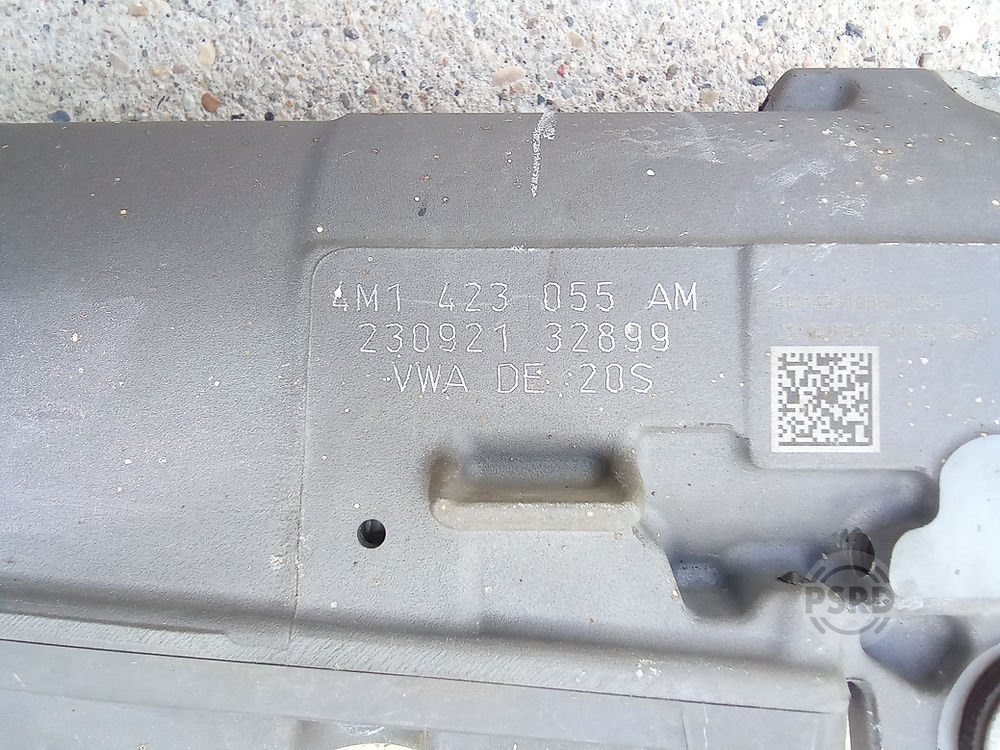 4M1 423 055 AM
230921 32899
VWA DE 20S
PSRD